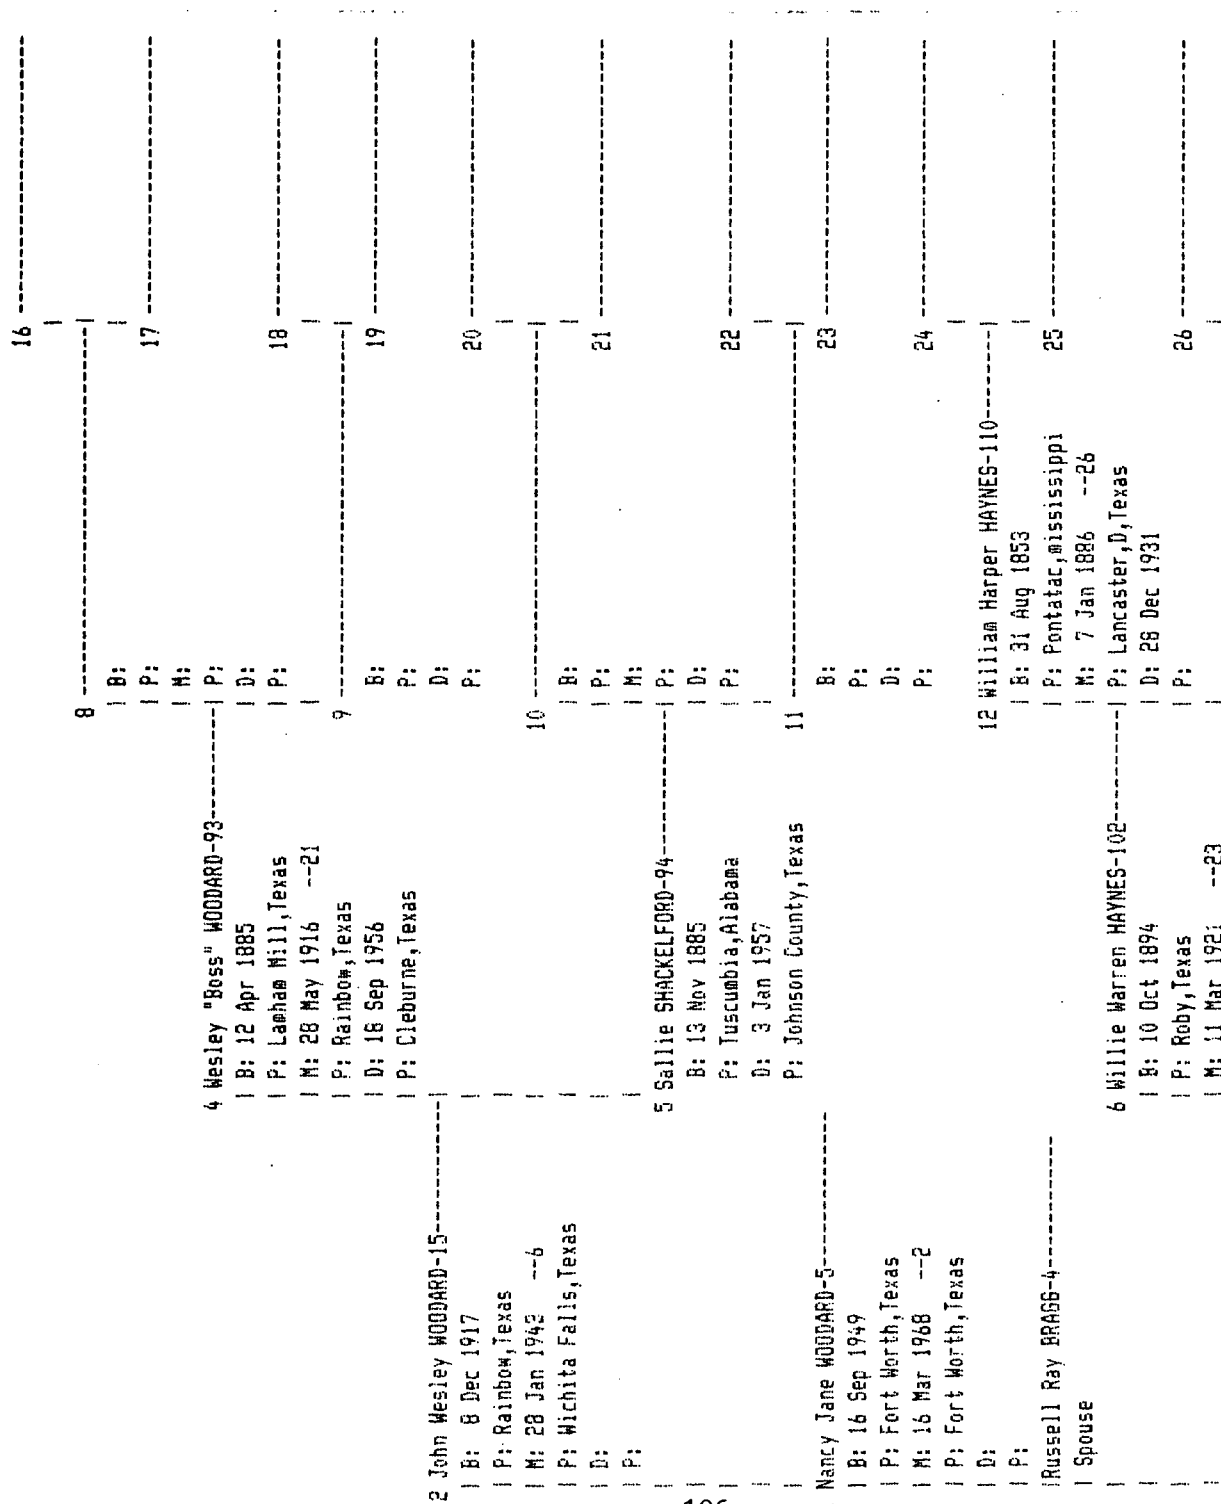 16
8
B:
17
P:
M:
4 Wesley "Boss" WOODARD-93
P:
B: 12 Apr 1885
D:
P: Lamham Mill,Texas
P:
18
M: 28 May 1916 --21
P: Rainbow,Texas
9
D: 18 Sep 1956
B:
19
P: Cleburne,Texas
P:
2 John Wesley WOODARD-15
D:
B: 8 Dec 1917
P:
20
P: Rainbow,Texas
M: 28 Jan 1942 --6
10
P: Wichita Falls,Texas
B:
D:
P:
21
P:
M:
5 Sallie SHACKELFORD-94
P:
B: 13 Nov 1885
D:
P: Tuscumbia,Alabama
P:
22
D: 3 Jan 1957
P: Johnson County,Texas
11
Nancy Jane WOODARD-5
B:
23
B: 16 Sep 1949
P:
P: Fort Worth,Texas
D:
M: 16 Mar 1968 --2
P:
24
P: Fort Worth,Texas
D:
12 William Harper HAYNES-110
P:
B: 31 Aug 1853
Russell Ray BRAGG-4
P: Pontatac,mississippi
25
Spouse
M: 7 Jan 1886 --26
6 Willie Warren HAYNES-102
P: Lancaster,D,Texas
B: 10 Oct 1894
D: 28 Dec 1931
P: Roby,Texas
P:
26
M: 11 Mar 1921 --23